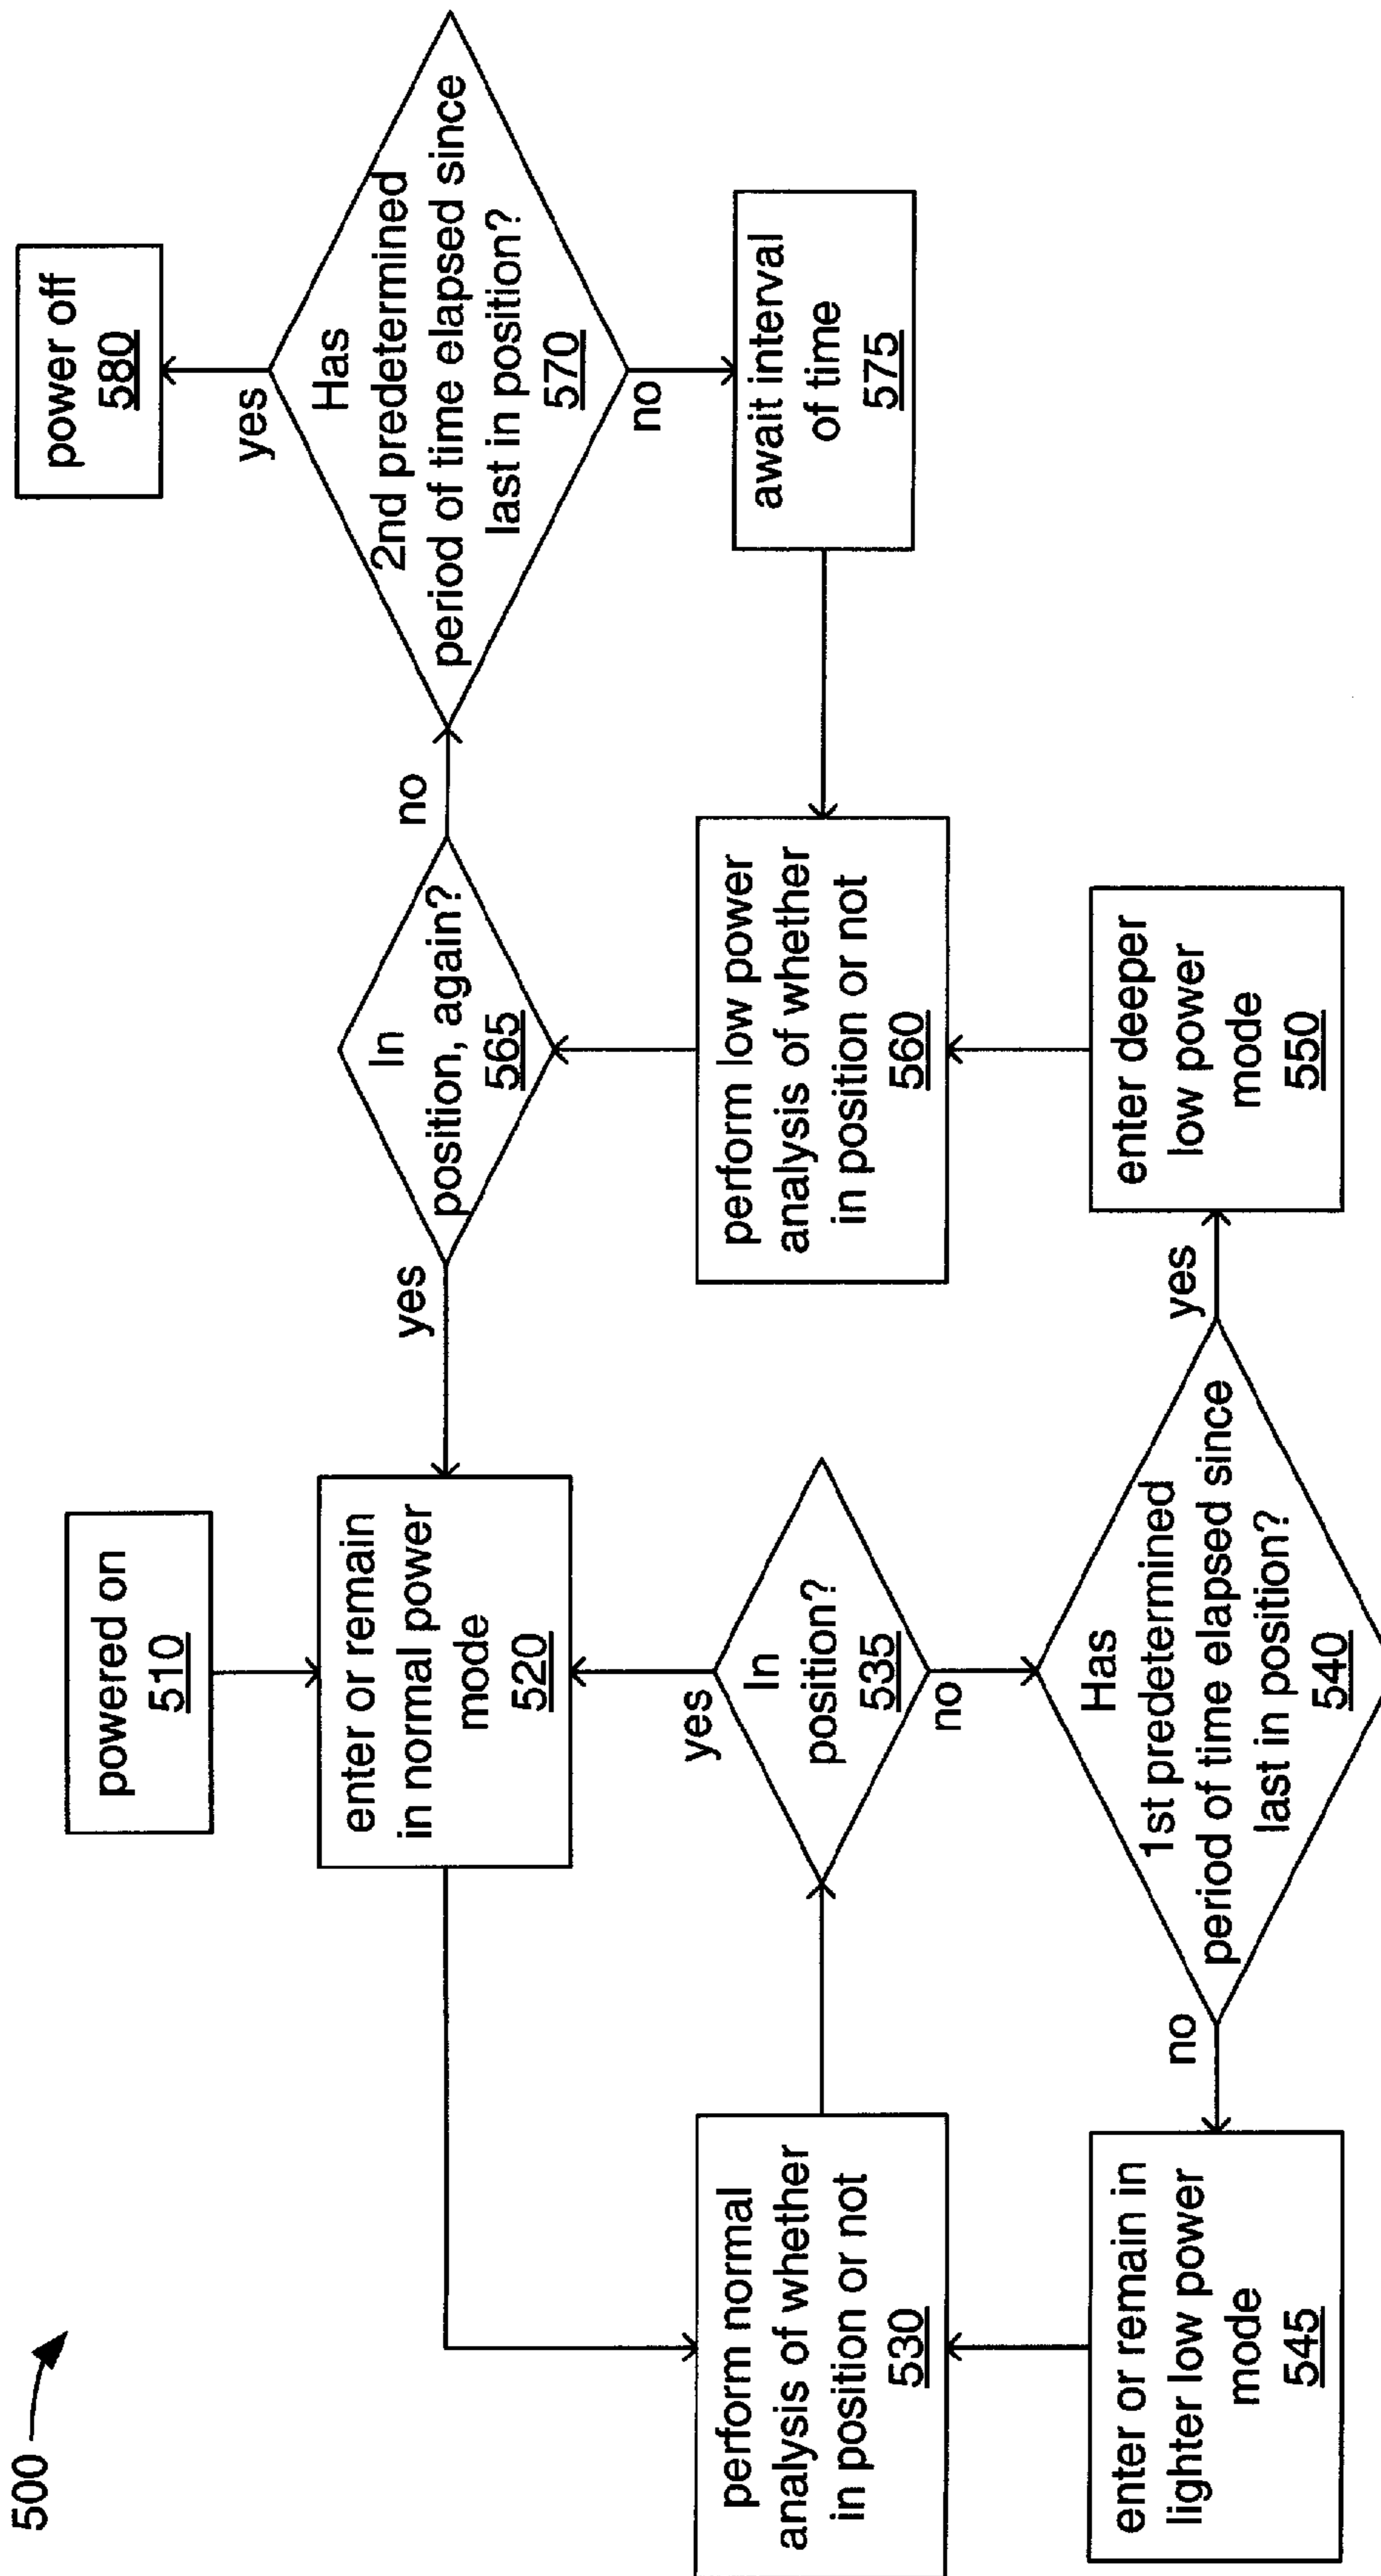 500
powered on
510
enter or remain
in normal power
mode
520
perform normal
analysis of whether
in position or not
530
yes
In
position?
535
no
Has
1st predetermined
period of time elapsed since
last in position?
540
no
yes
enter or remain in
lighter low power
mode
545
enter deeper
low power
mode
550
perform low power
analysis of whether
in position or not
560
In
position, again?
565
yes
no
Has
2nd predetermined
period of time elapsed since
last in position?
570
yes
no
power off
580
await interval
of time
575